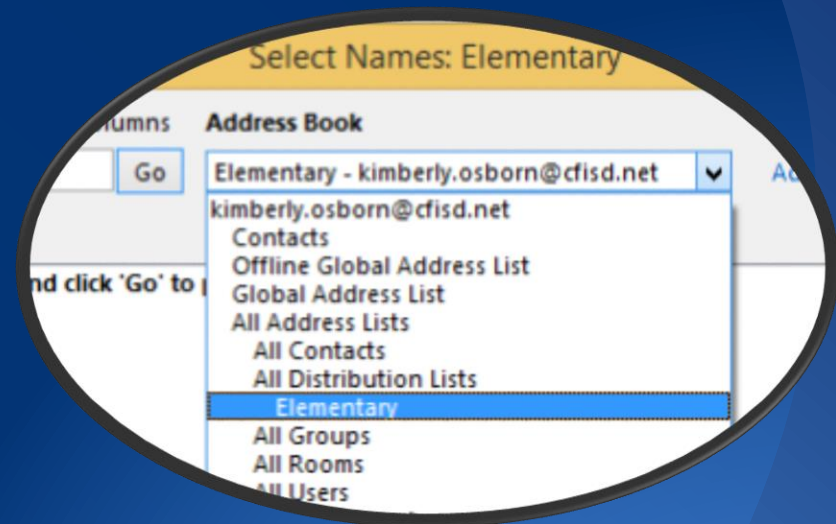 Select Names: Elementary
Address Book
Go
Elementary - kimberly.osborn@cfisd.net
kimberly.osborn@cfisd.net
Contacts
Offline Global Address List
nd click 'Go' to
Global Address List
All Address Lists
All Contacts
All Distribution Lists
Elementary
All Groups
All Rooms
All Users